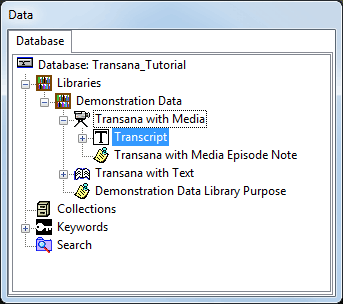 Data
Database
Database: Transana_Tutorial
Libraries
Demonstration Data
Transana with Media
T Transcript
Transana with Media Episode Note
Transana with Text
Demonstration Data Library Purpose
Collections
Keywords
Search